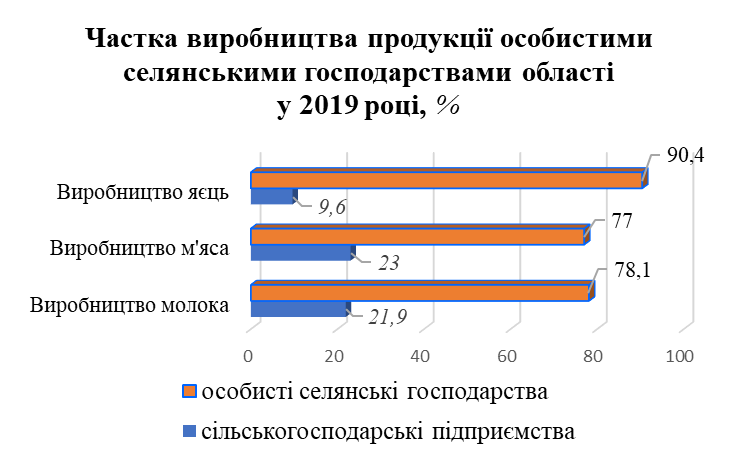 Частка виробництва продукції особистими
селянськими господарствами області
у 2019 році, %
90,4
Виробництво яєць
9,6
77
Виробництво м'яса
23
78,1
Виробництво молока
21,9
0 20 40 60 80 100
особисті селянські господарства
сільськогосподарські підприємства